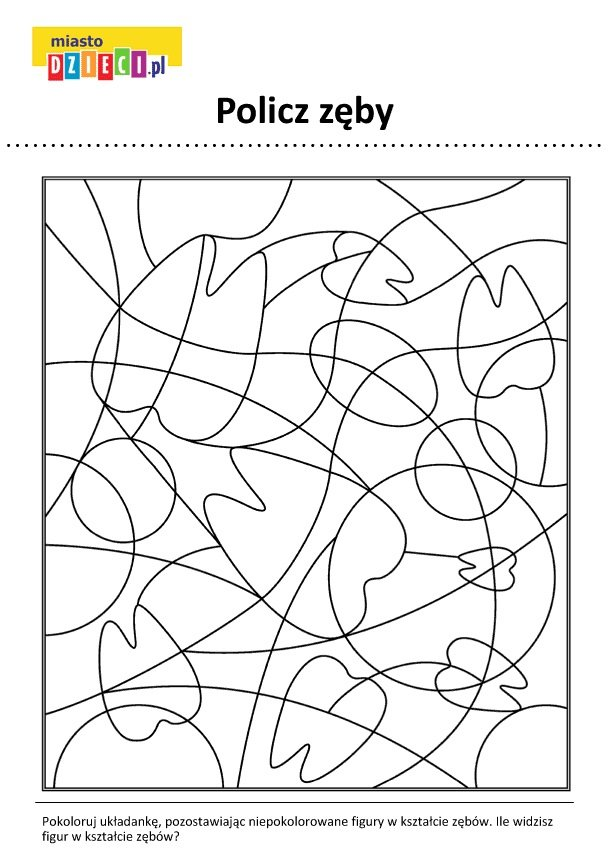 miasto
DZIECI.pl
Policz zęby
Pokoloruj układankę, pozostawiając niepokolorowane figury w kształcie zębów. Ile widzisz
figur w kształcie zębów?